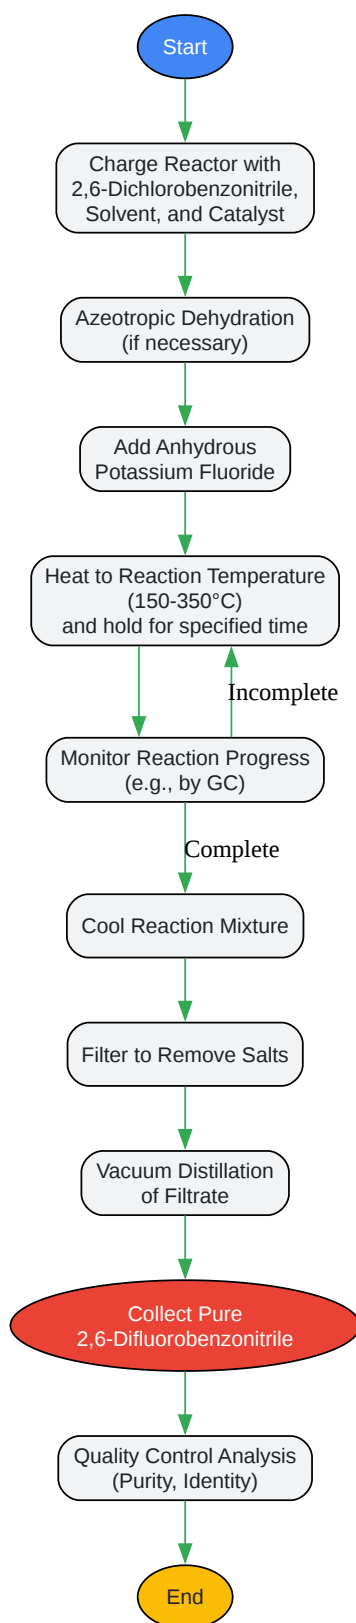 Start
Charge Reactor with
2,6-Dichlorobenzonitrile,
Solvent, and Catalyst
Azeotropic Dehydration
(if necessary)
Add Anhydrous
Potassium Fluoride
Heat to Reaction Temperature
(150-350°C)
and hold for specified time
Incomplete
Monitor Reaction Progress
(e.g., by GC)
Complete
Cool Reaction Mixture
Filter to Remove Salts
Vacuum Distillation
of Filtrate
Collect Pure
2,6-Difluorobenzonitrile
Quality Control Analysis
(Purity, Identity)
End